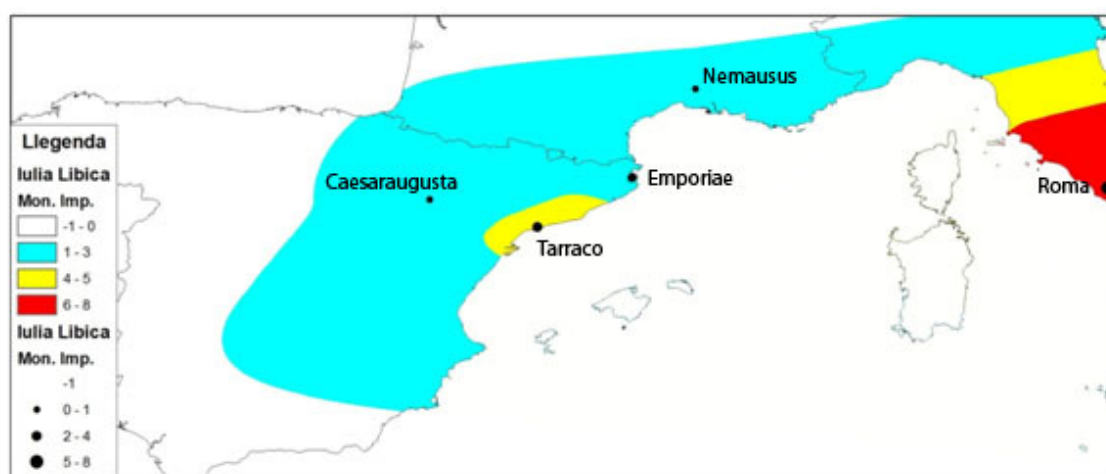 Nemausus
Caesaraugusta
Emporiae
Roma
Tarraco
Llegenda
Iulia Libica
Mon. Imp.
-1 - 0
1 - 3
4 - 5
6 - 8
Iulia Libica
Mon. Imp.
-1
0 - 1
2 - 4
5 - 8